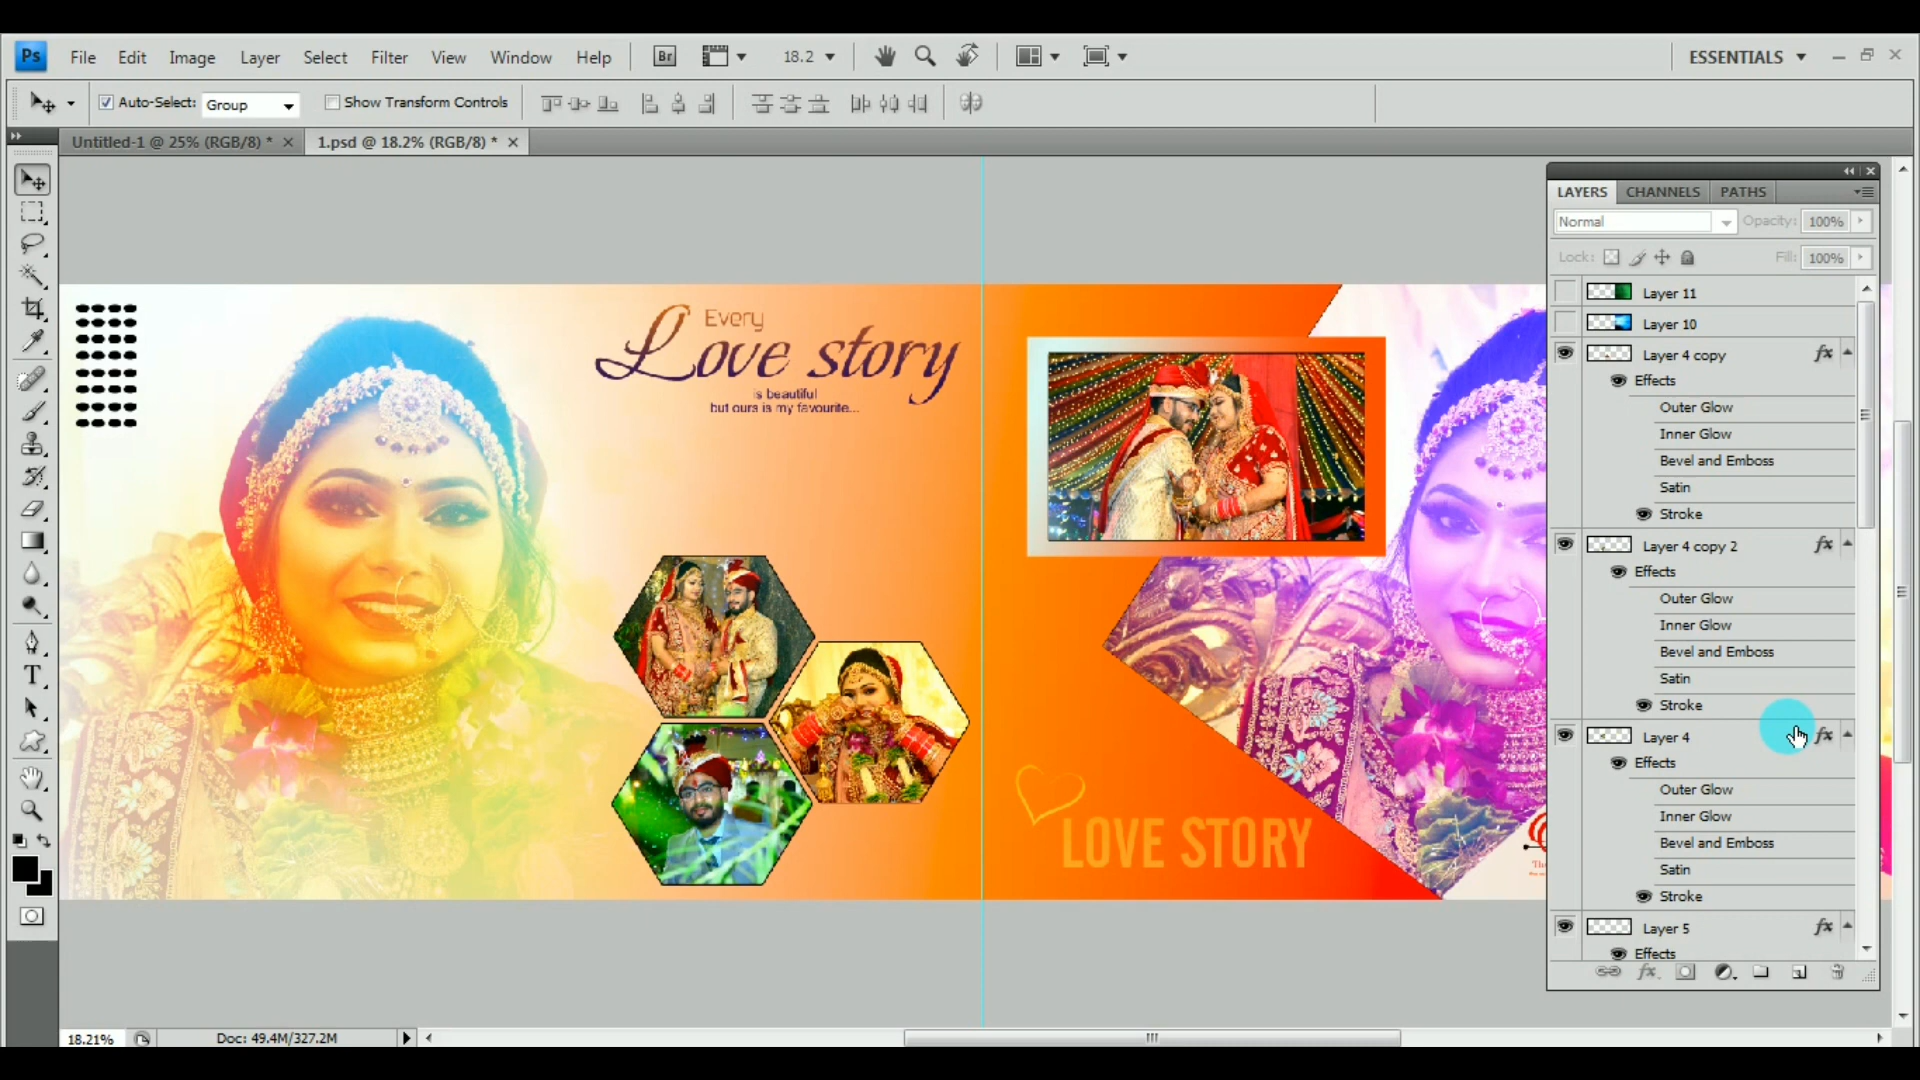 Ps File Edit Image Layer Select Filter View Window Help Br 18.2 ESSENTIALS
Auto-Select: Group Show Transform Controls
Untitled-1 @ 25% (RGB/8) * 1.psd @ 18.2% (RGB/8) *
LAYERS CHANNELS PATHS
Normal Opacity: 100%
Lock: Fill: 100%
Layer 11
Layer 10
Layer 4 copy fx
Effects
Outer Glow
Inner Glow
Bevel and Emboss
Satin
Stroke
Layer 4 copy 2 fx
Effects
Outer Glow
Inner Glow
Bevel and Emboss
Satin
Stroke
Layer 4 fx
Effects
Outer Glow
Inner Glow
Bevel and Emboss
Satin
Stroke
Layer 5 fx
Effects
fx
Every
Love story
is beautiful
but ours is my favourite...
LOVE STORY
T
18.21% Doc: 49.4M/327.2M